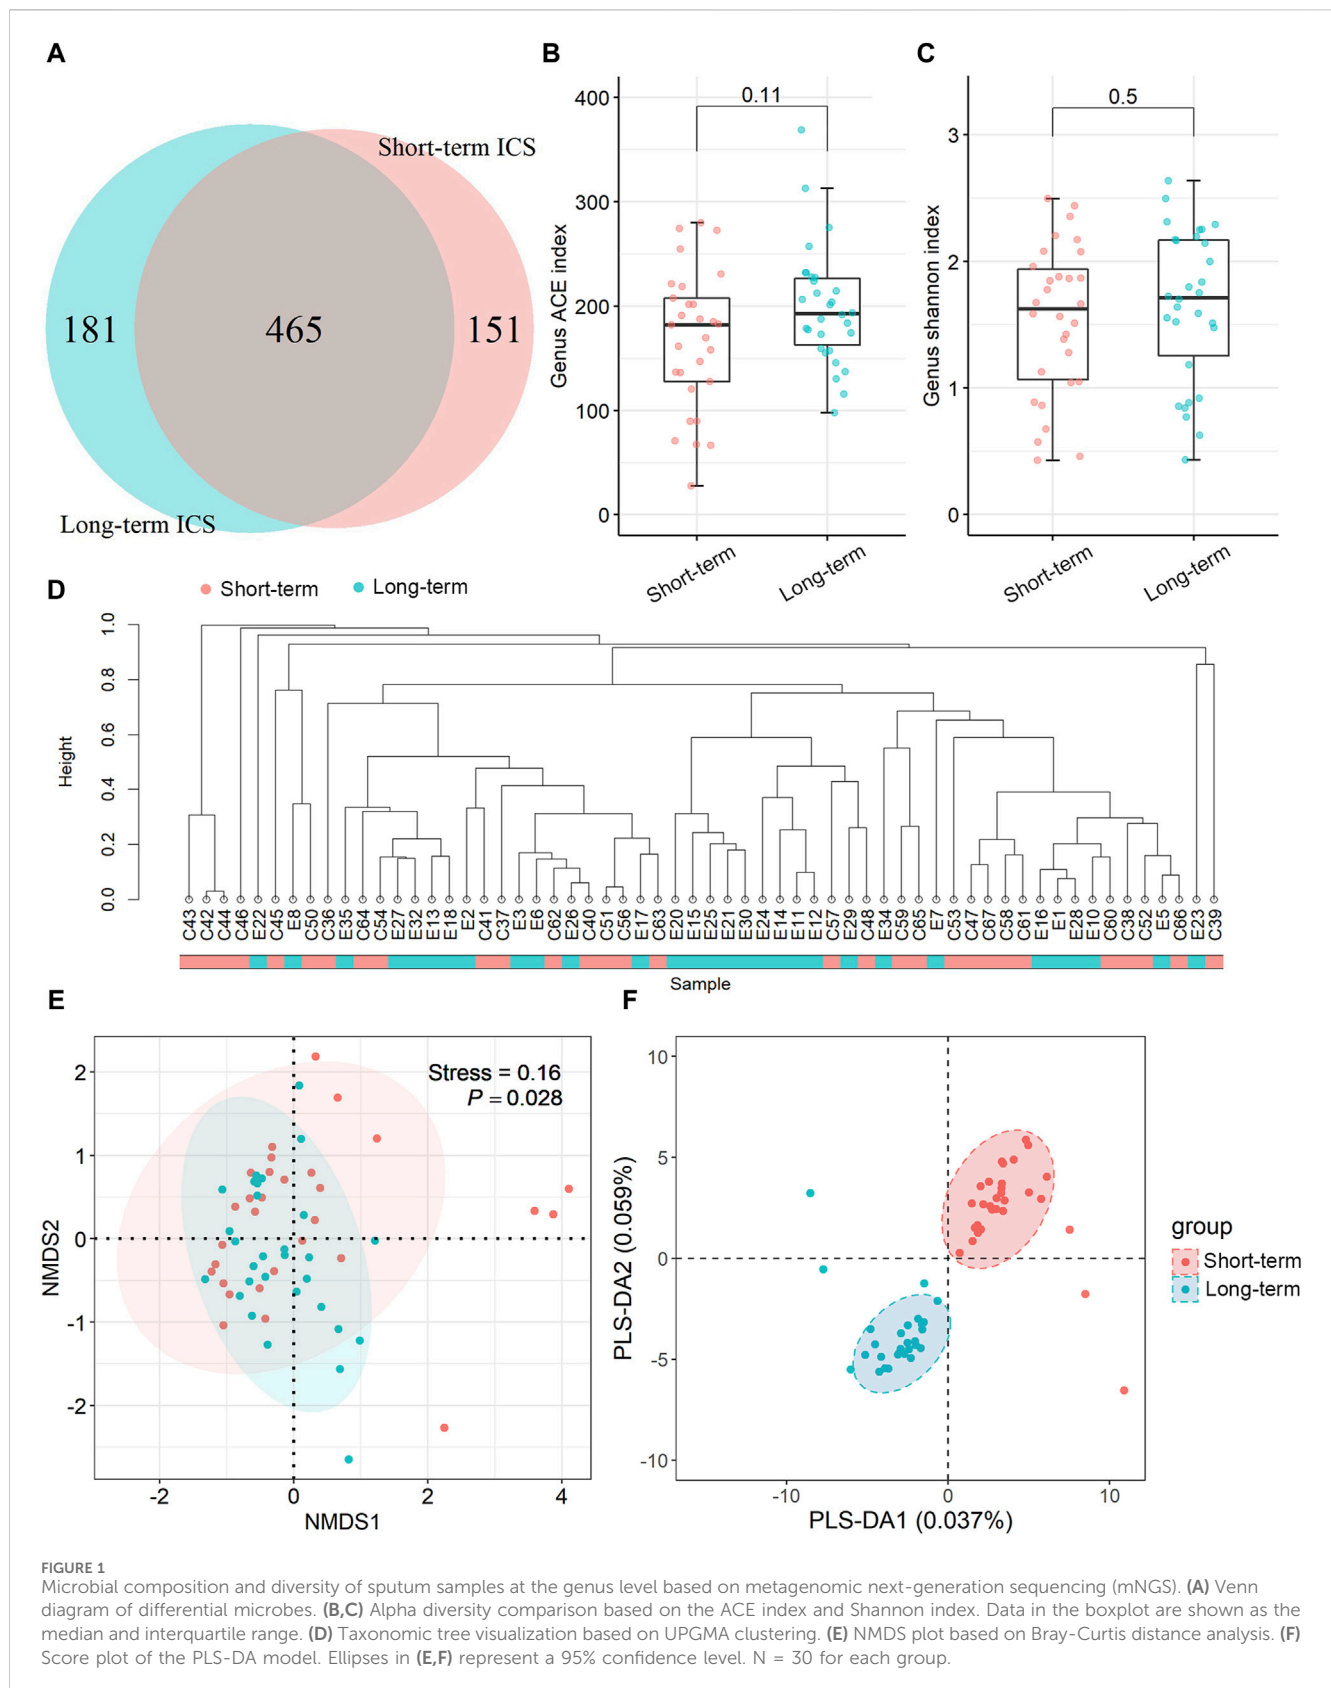 A
Short-term ICS
181
465
151
Long-term ICS
B
Genus ACE index
400
300
200
100
0
0.11
Short-term
Long-term
C
Genus shannon index
3
2
1
0
0.5
Short-term
Long-term
D
Short-term
Long-term
Height
1.0
0.8
0.6
0.4
0.2
0.0
C43 C42 C44 C46 E22 C45 E8 C50 C36 E35 C64 C54 E27 E32 E13 E18 E2 C41 C37 E3 E6 C62 E26 C40 C51 C56 E17 C63 E20 E15 E25 E21 E30 E24 E14 E11 E12 C57 E29 C48 E34 C59 C65 E7 C53 C47 C67 C58 C61 E16 E1 E28 E10 C60 C38 C52 E5 C66 E23 C39
Sample
E
Stress = 0.16
P = 0.028
NMDS2
2
1
0
-1
-2
-2 0 2 4
NMDS1
F
PLS-DA2 (0.059%)
10
5
0
-5
-10
-10 0 10
PLS-DA1 (0.037%)
group
Short-term
Long-term
FIGURE 1
Microbial composition and diversity of sputum samples at the genus level based on metagenomic next-generation sequencing (mNGS). (A) Venn
diagram of differential microbes. (B,C) Alpha diversity comparison based on the ACE index and Shannon index. Data in the boxplot are shown as the
median and interquartile range. (D) Taxonomic tree visualization based on UPGMA clustering. (E) NMDS plot based on Bray-Curtis distance analysis. (F)
Score plot of the PLS-DA model. Ellipses in (E,F) represent a 95% confidence level. N = 30 for each group.